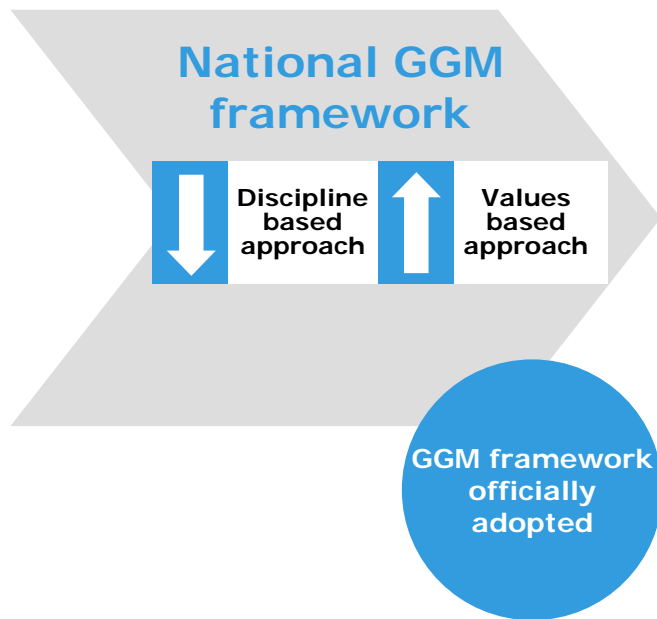 National GGM
framework
Discipline
based
approach
Values
based
approach
GGM framework
officially
adopted